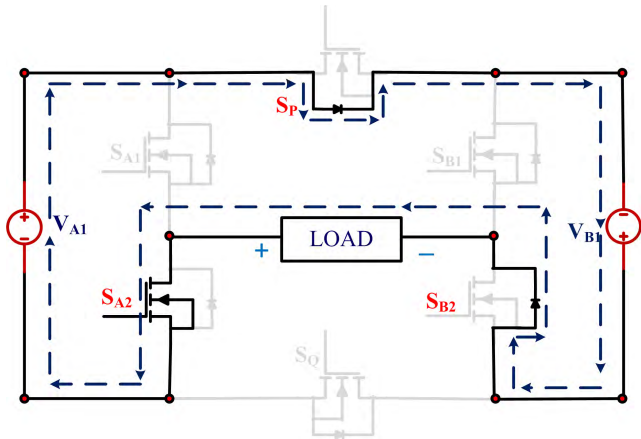 S_P
S_A1
S_B1
V_A1
+
−
LOAD
−
+
V_B1
+
−
S_A2
S_B2
S_Q